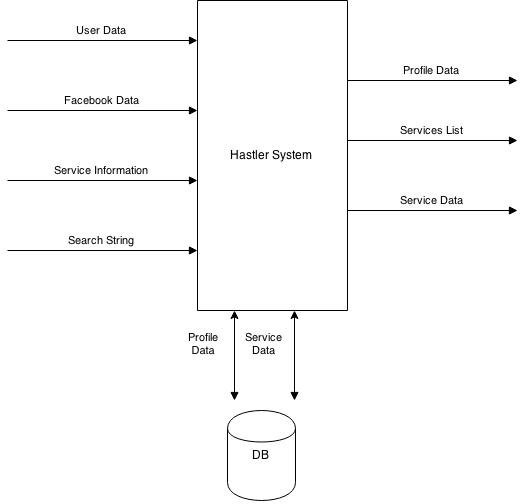 User Data
Facebook Data
Service Information
Search String
Hastler System
Profile Data
Services List
Service Data
Profile
Data
Service
Data
DB